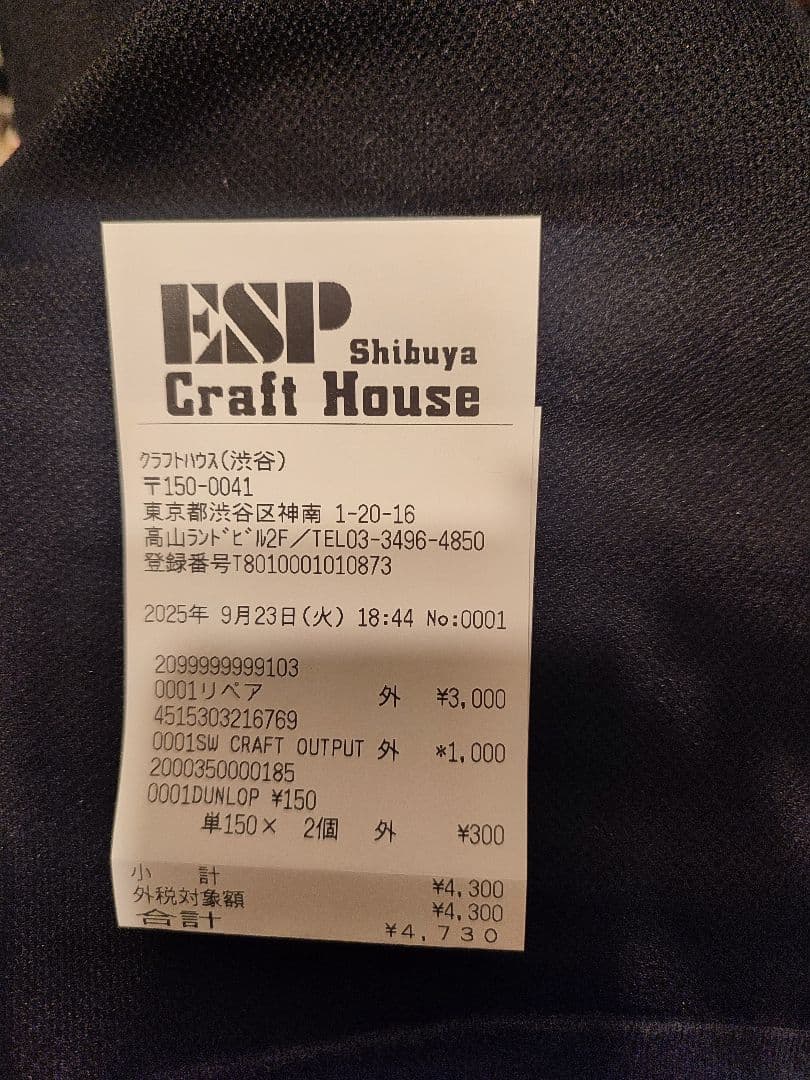 ESP Shibuya
Craft House
クラフトハウス(渋谷)
〒150-0041
東京都渋谷区神南 1-20-16
高山ランドビル2F/TEL03-3496-4850
登録番号T8010001010873
2025年 9月23日(火) 18:44 No:0001
2099999999103
0001リペア 外 ¥3,000
4515303216769
0001SW CRAFT OUTPUT 外 *1,000
2000350000185
0001DUNLOP ¥150
単150× 2個 外 ¥300
小 計 ¥4,300
外税対象額 ¥4,300
合計 ¥4,730